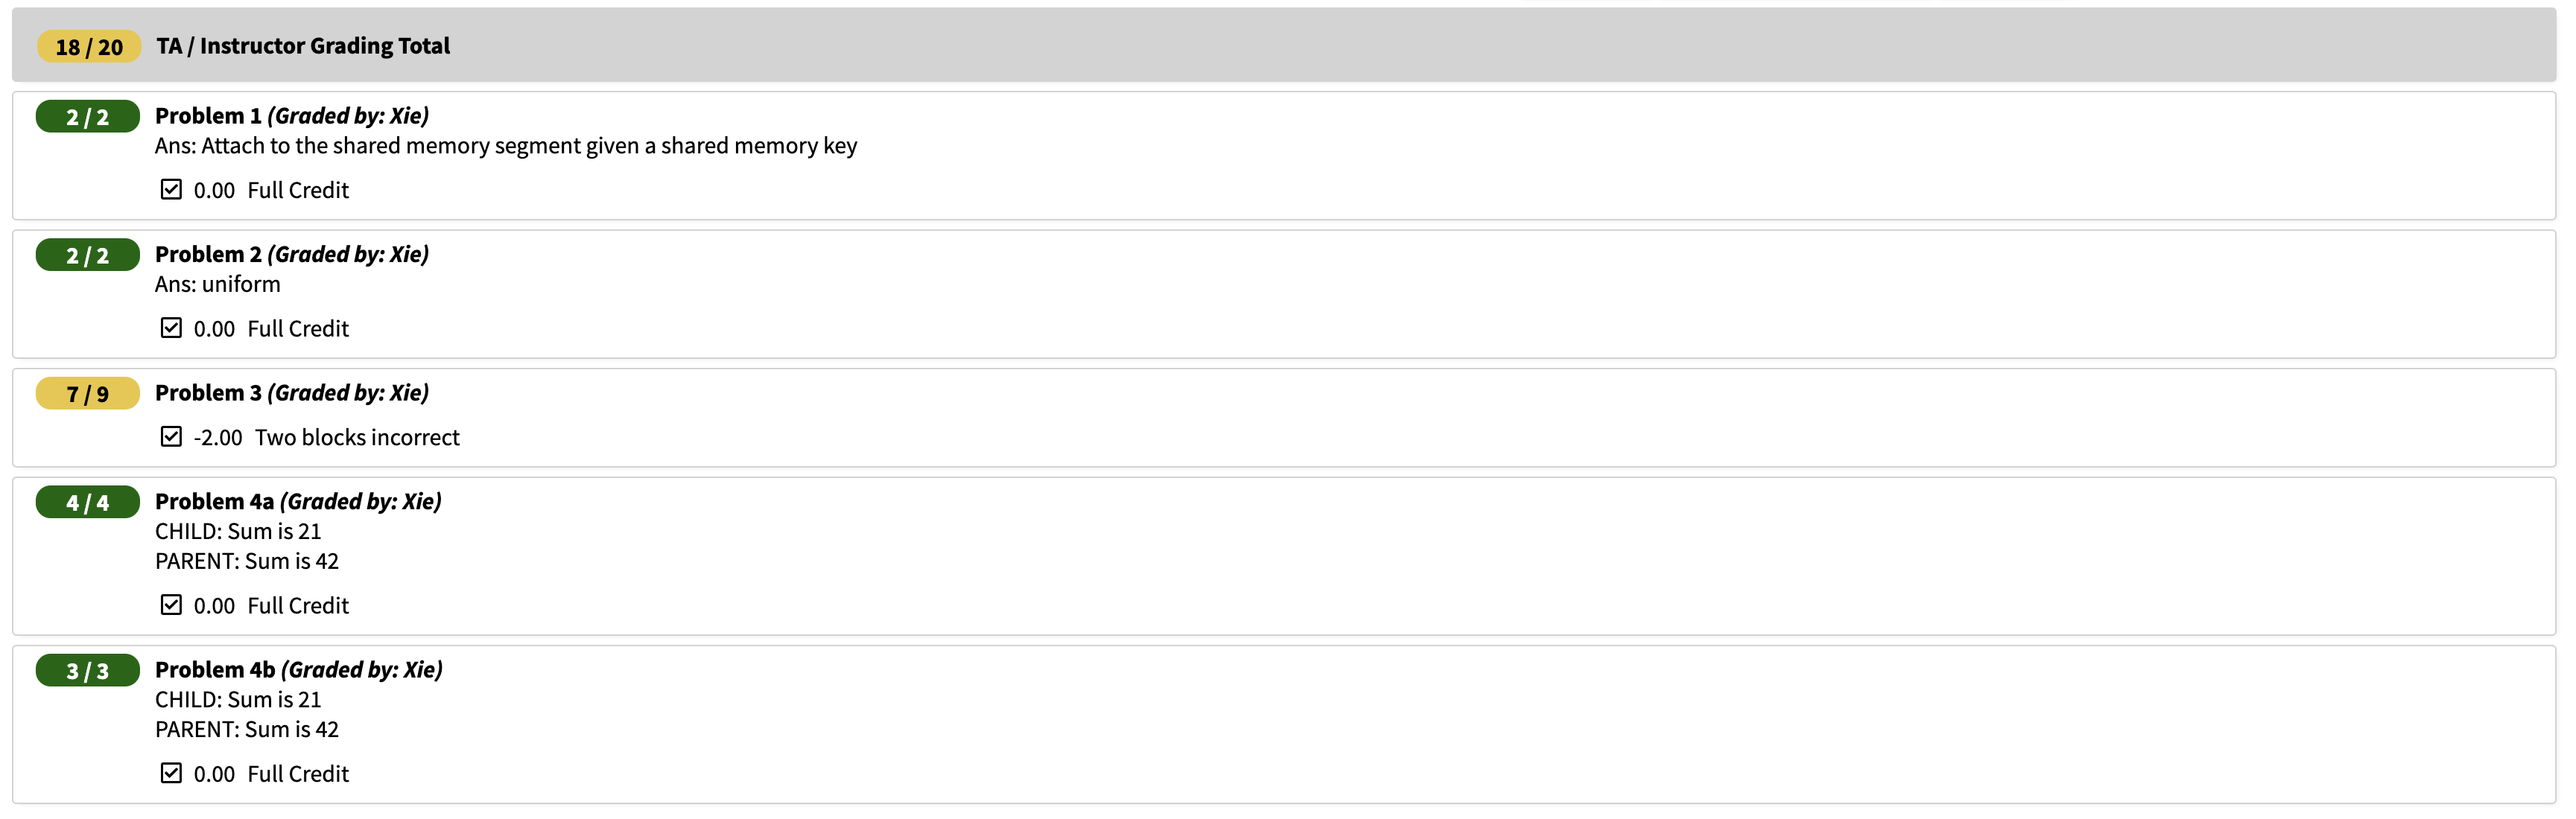 18 / 20 TA / Instructor Grading Total
2 / 2 Problem 1 (Graded by: Xie)
Ans: Attach to the shared memory segment given a shared memory key
0.00 Full Credit
2 / 2 Problem 2 (Graded by: Xie)
Ans: uniform
0.00 Full Credit
7 / 9 Problem 3 (Graded by: Xie)
-2.00 Two blocks incorrect
4 / 4 Problem 4a (Graded by: Xie)
CHILD: Sum is 21
PARENT: Sum is 42
0.00 Full Credit
3 / 3 Problem 4b (Graded by: Xie)
CHILD: Sum is 21
PARENT: Sum is 42
0.00 Full Credit